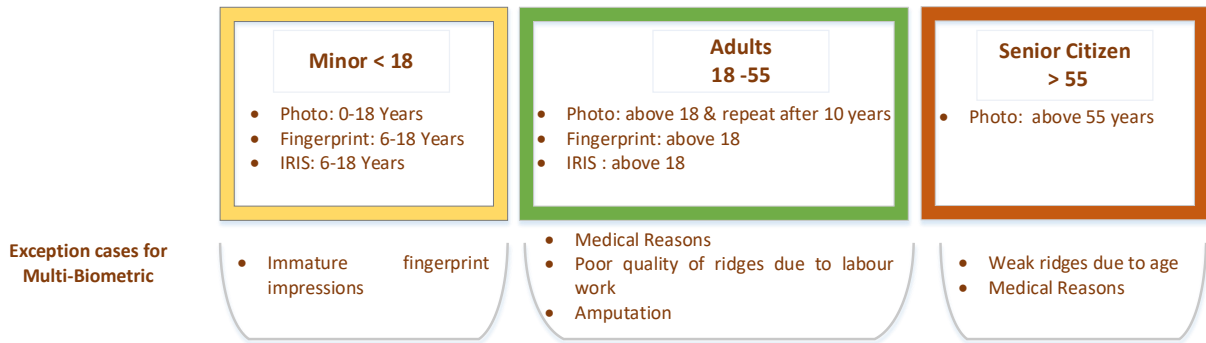 Minor < 18
• Photo: 0-18 Years
• Fingerprint: 6-18 Years
• IRIS: 6-18 Years
Adults
18 -55
• Photo: above 18 & repeat after 10 years
• Fingerprint: above 18
• IRIS : above 18
Senior Citizen
> 55
• Photo: above 55 years
Exception cases for
Multi-Biometric
• Immature fingerprint
impressions
• Medical Reasons
• Poor quality of ridges due to labour
work
• Amputation
• Weak ridges due to age
• Medical Reasons